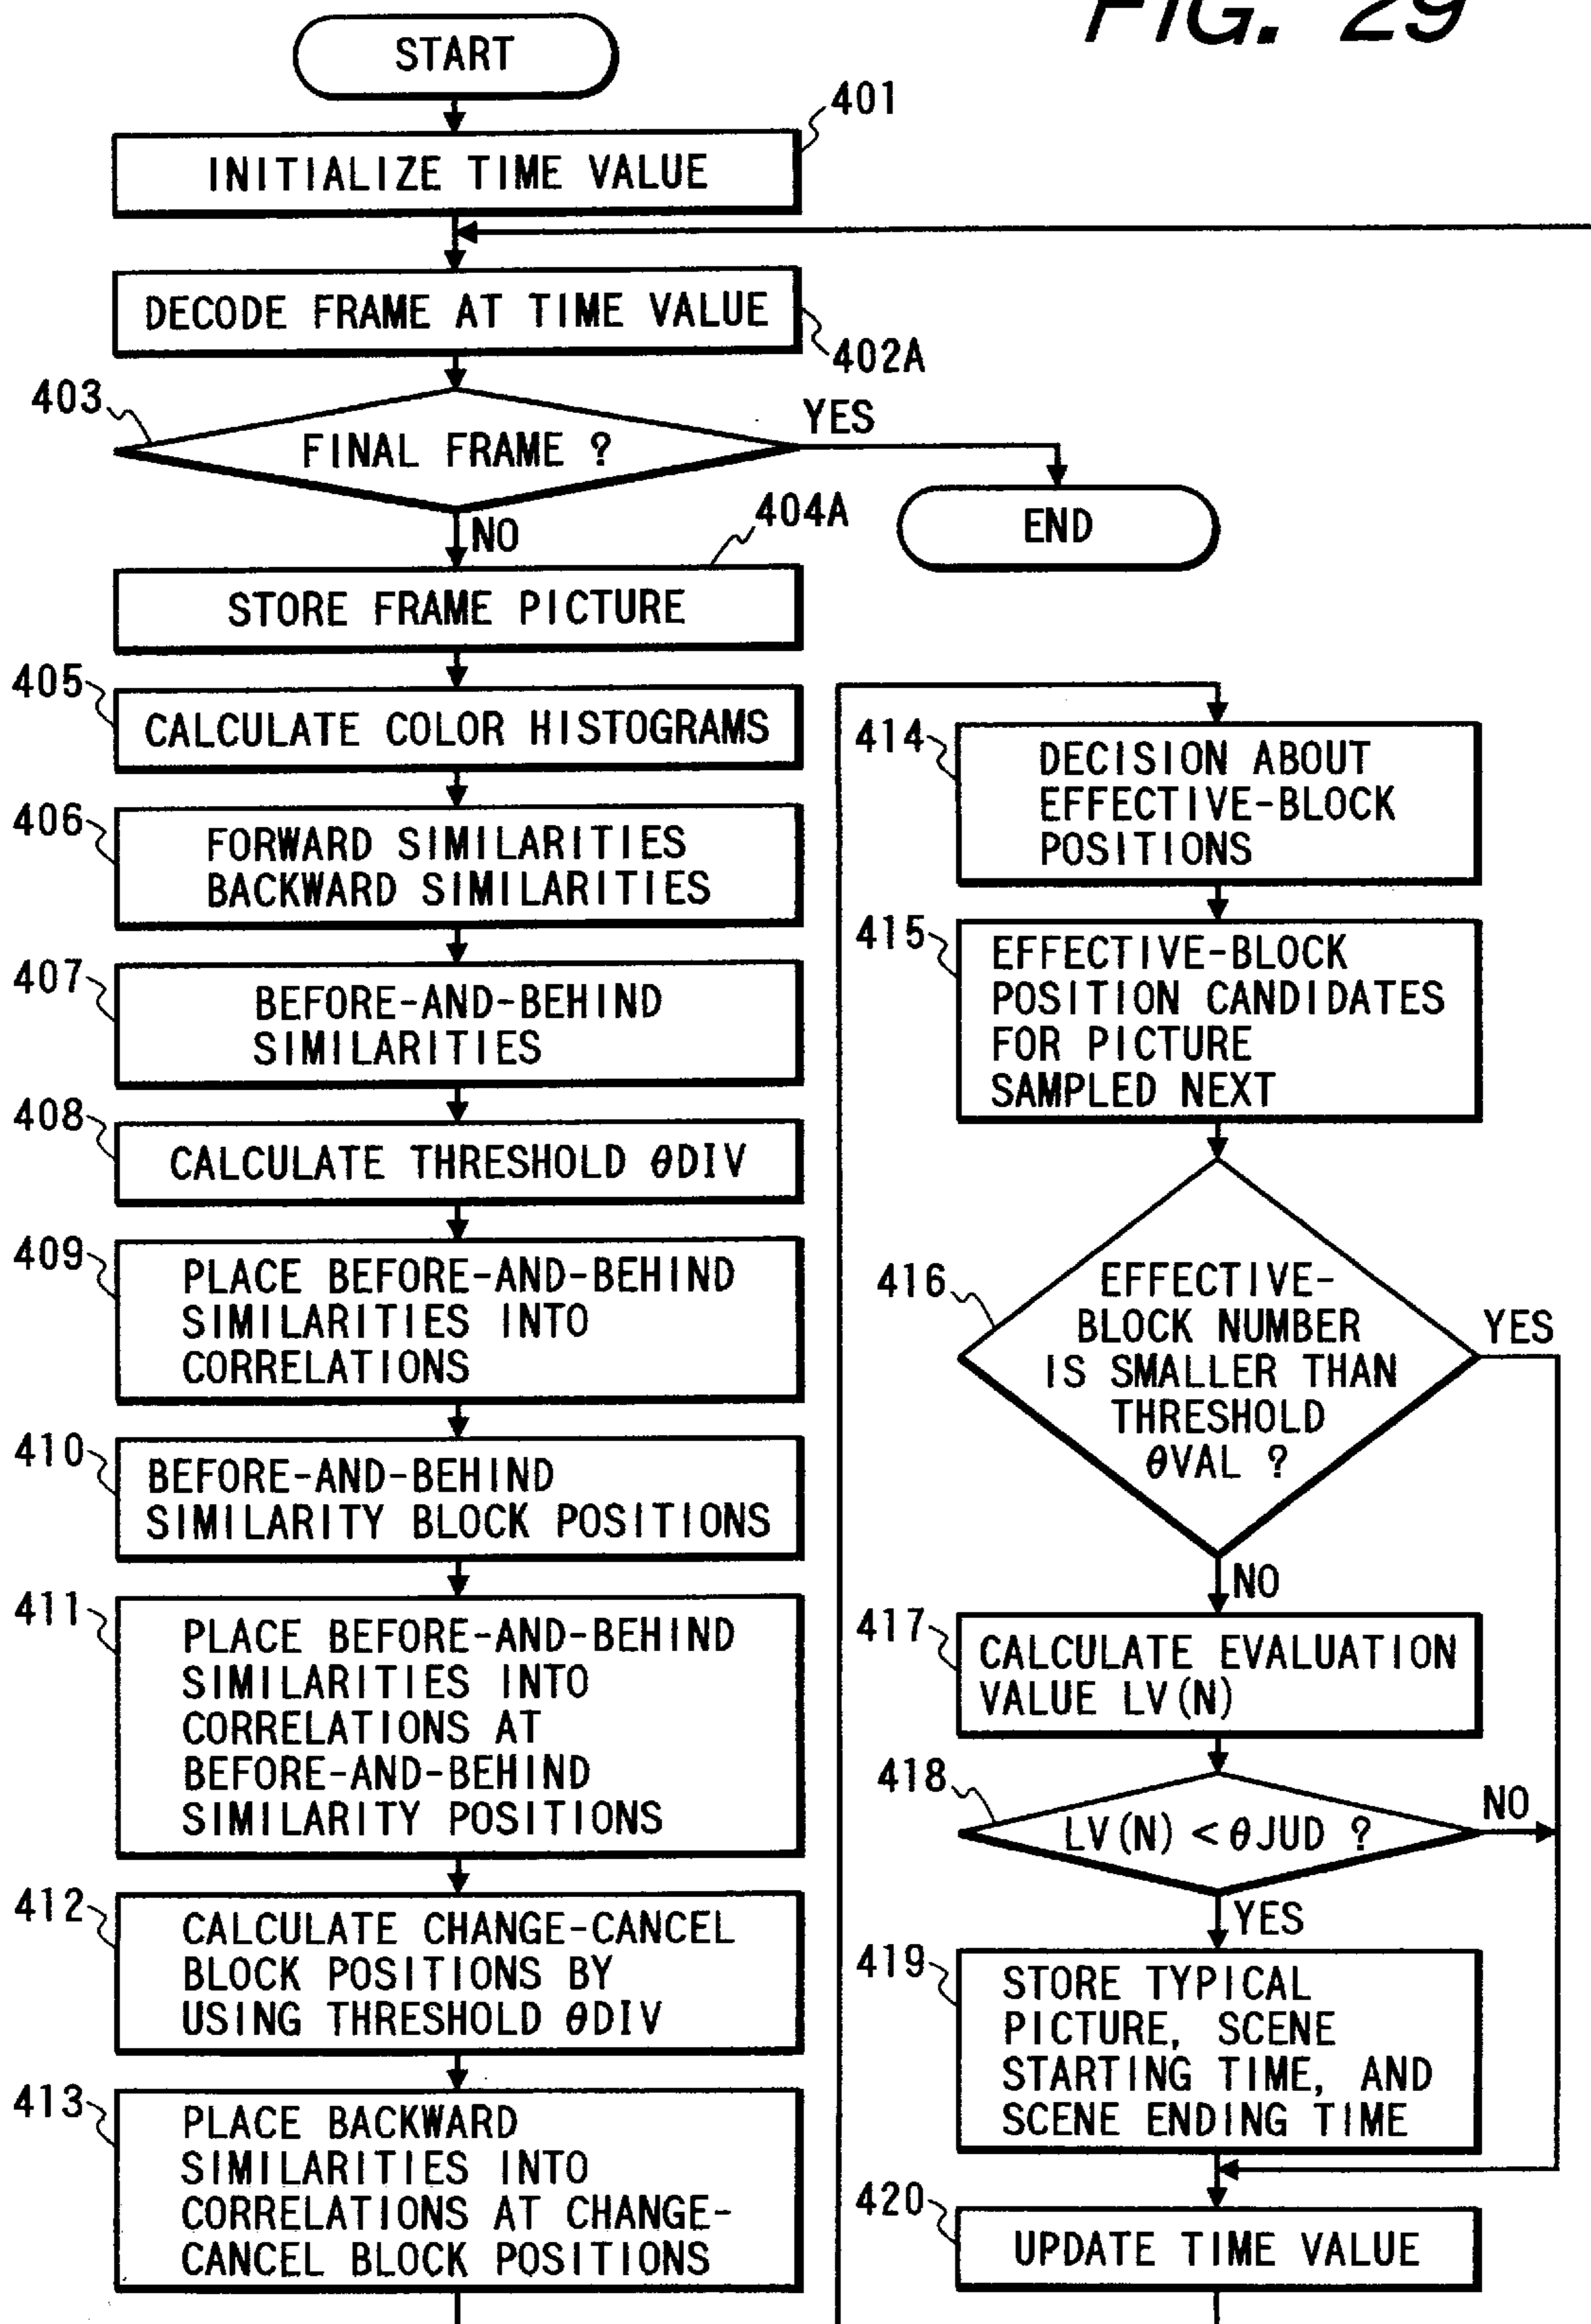 FIG. 29
START
401
INITIALIZE TIME VALUE
DECODE FRAME AT TIME VALUE
402A
403
FINAL FRAME ?
YES
END
NO
404A
STORE FRAME PICTURE
405
CALCULATE COLOR HISTOGRAMS
406
FORWARD SIMILARITIES
BACKWARD SIMILARITIES
407
BEFORE-AND-BEHIND
SIMILARITIES
408
CALCULATE THRESHOLD θDIV
409
PLACE BEFORE-AND-BEHIND
SIMILARITIES INTO
CORRELATIONS
410
BEFORE-AND-BEHIND
SIMILARITY BLOCK POSITIONS
411
PLACE BEFORE-AND-BEHIND
SIMILARITIES INTO
CORRELATIONS AT
BEFORE-AND-BEHIND
SIMILARITY POSITIONS
412
CALCULATE CHANGE-CANCEL
BLOCK POSITIONS BY
USING THRESHOLD θDIV
413
PLACE BACKWARD
SIMILARITIES INTO
CORRELATIONS AT CHANGE-
CANCEL BLOCK POSITIONS
414
DECISION ABOUT
EFFECTIVE-BLOCK
POSITIONS
415
EFFECTIVE-BLOCK
POSITION CANDIDATES
FOR PICTURE
SAMPLED NEXT
416
EFFECTIVE-
BLOCK NUMBER
IS SMALLER THAN
THRESHOLD
θVAL ?
YES
NO
417
CALCULATE EVALUATION
VALUE LV(N)
418
LV(N) < θJUD ?
NO
YES
419
STORE TYPICAL
PICTURE, SCENE
STARTING TIME, AND
SCENE ENDING TIME
420
UPDATE TIME VALUE